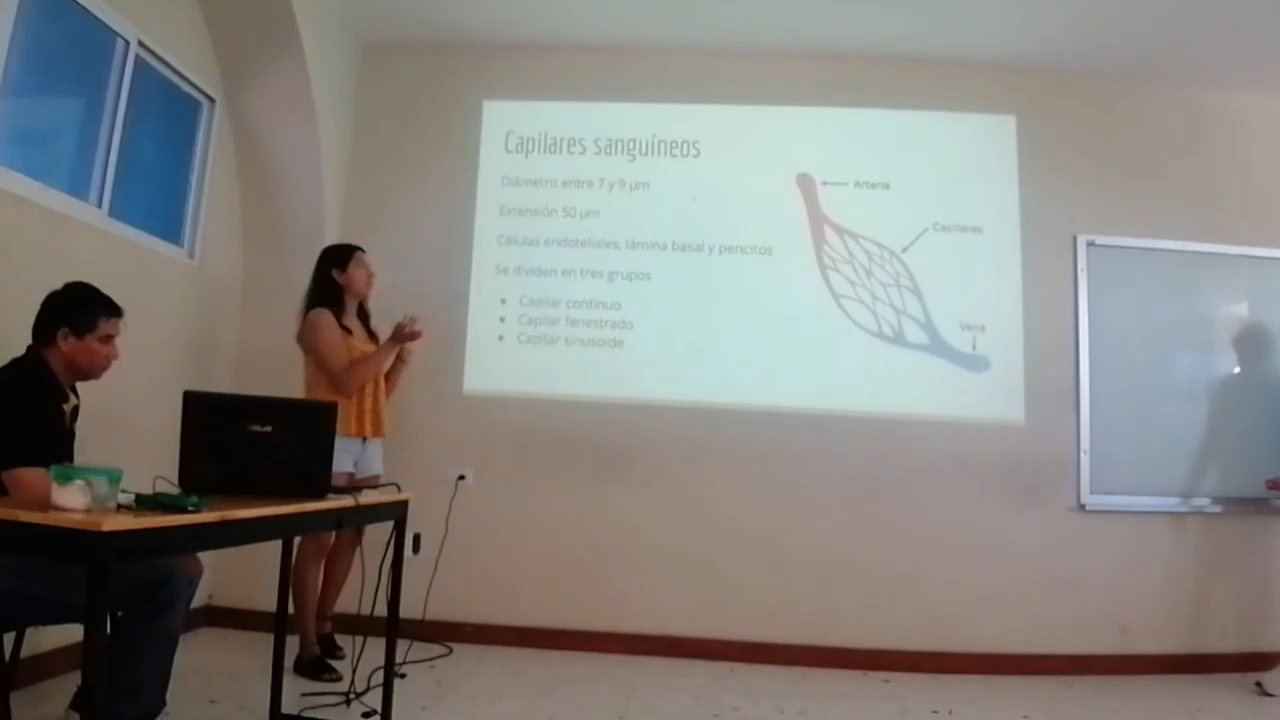 Capilares sanguíneos
Diámetro entre 7 y 9 µm
Extensión 50 µm
Células endoteliales, lámina basal y pericitos
Se dividen en tres grupos
• Capilar continuo
• Capilar fenestrado
• Capilar sinusoide
Arteria
Capilares
Vena
ASUS